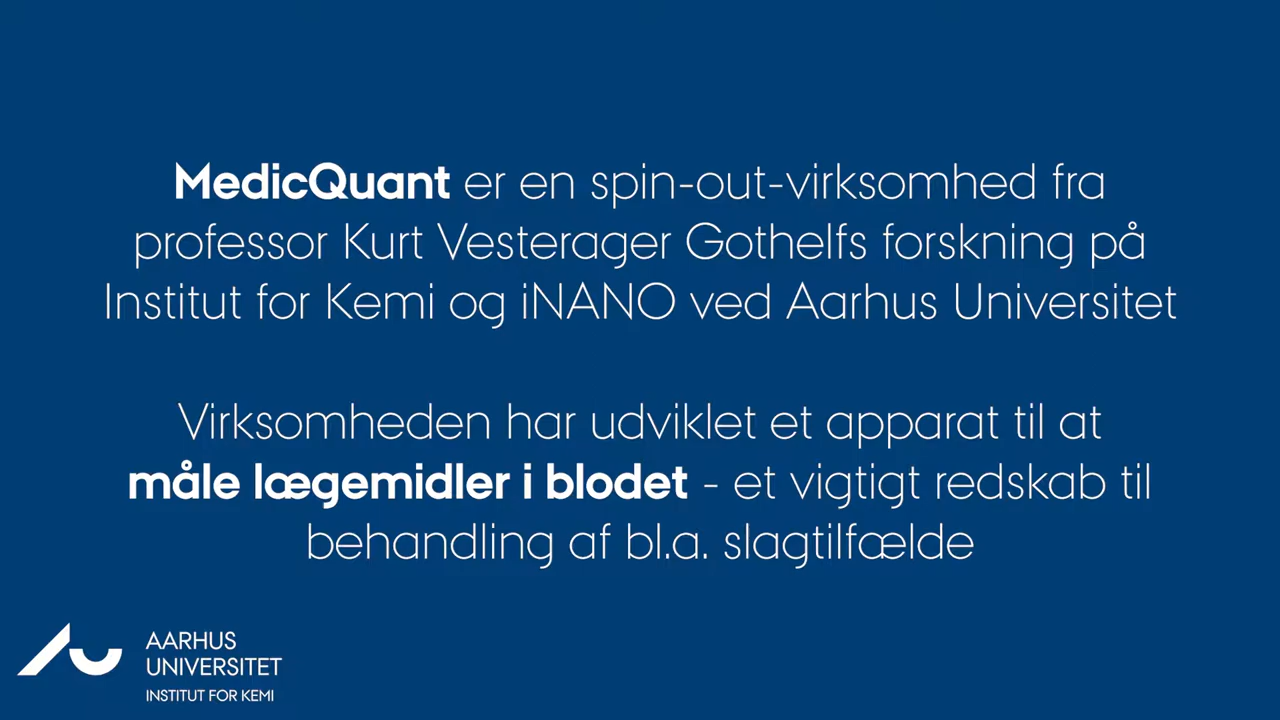 MedicQuant er en spin-out-virksomhed fra
professor Kurt Vesterager Gothelfs forskning på
Institut for Kemi og iNANO ved Aarhus Universitet
Virksomheden har udviklet et apparat til at
måle lægemidler i blodet - et vigtigt redskab til
behandling af bl.a. slagtilfælde
AARHUS
UNIVERSITET
INSTITUT FOR KEMI